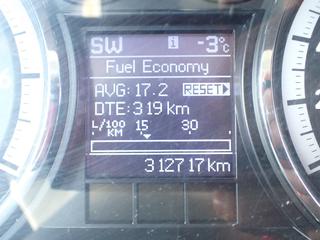 SW i -3°C
Fuel Economy
AVG: 17.2 RESET
DTE: 319 km
L/100 KM 15 30
312717 km